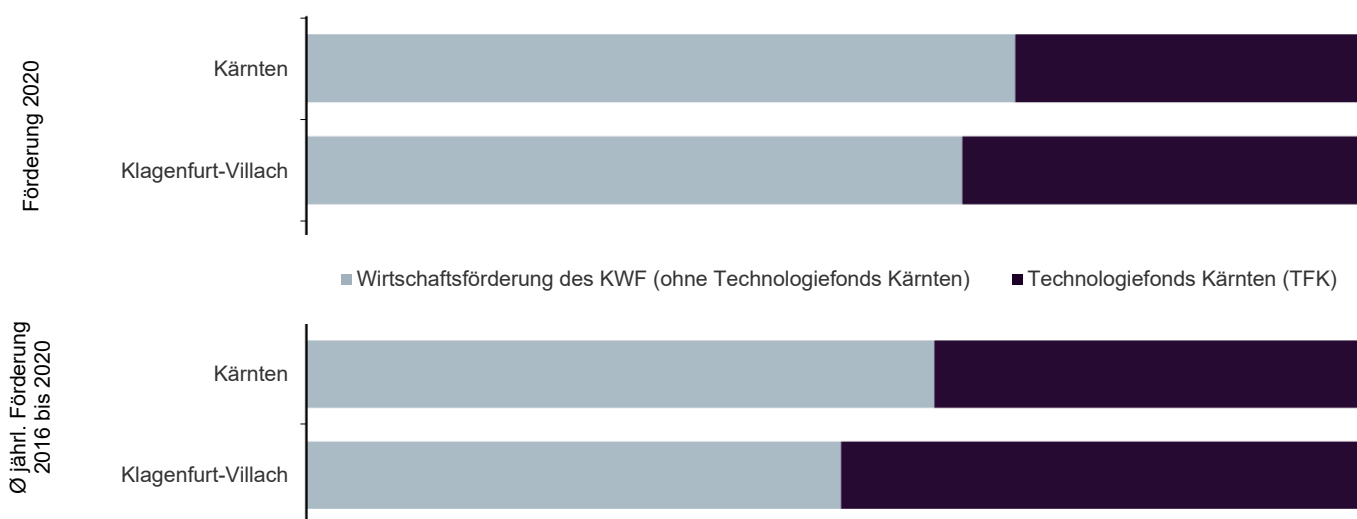 Förderung 2020
Kärnten
Klagenfurt-Villach
Wirtschaftsförderung des KWF (ohne Technologiefonds Kärnten)
Technologiefonds Kärnten (TFK)
Ø jährl. Förderung
2016 bis 2020
Kärnten
Klagenfurt-Villach